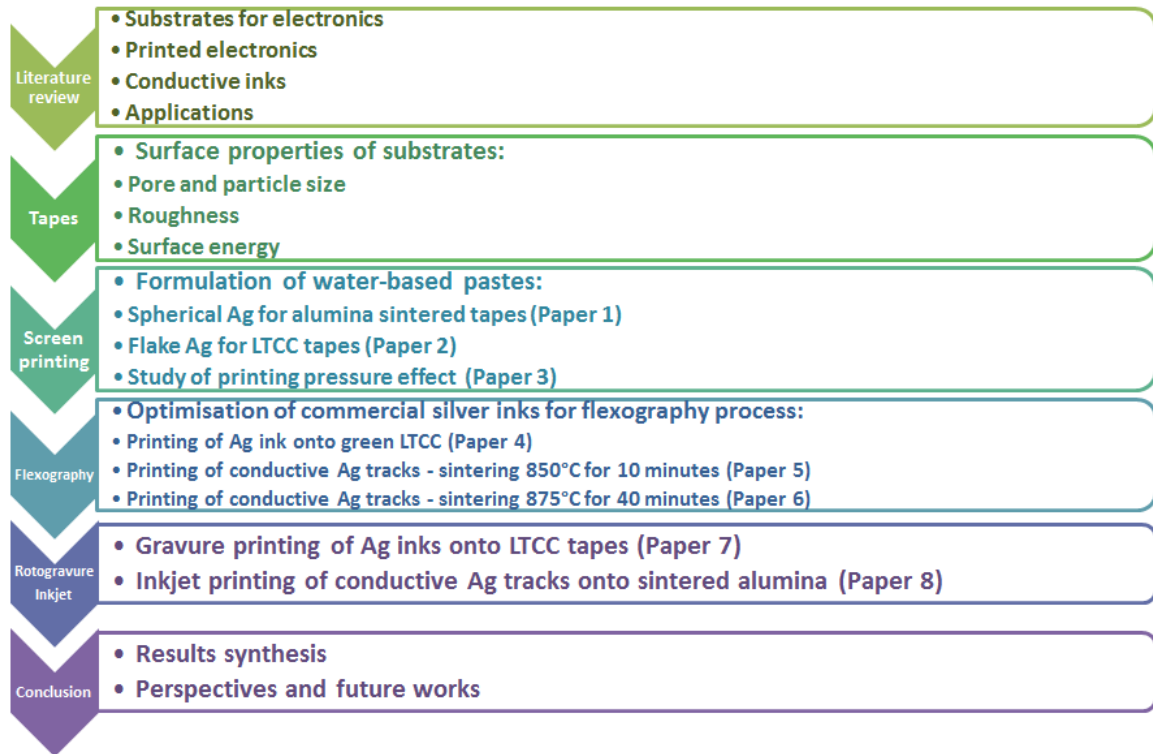 Literature
review
• Substrates for electronics
• Printed electronics
• Conductive inks
• Applications
Tapes
• Surface properties of substrates:
• Pore and particle size
• Roughness
• Surface energy
Screen
printing
• Formulation of water-based pastes:
• Spherical Ag for alumina sintered tapes (Paper 1)
• Flake Ag for LTCC tapes (Paper 2)
• Study of printing pressure effect (Paper 3)
Flexography
• Optimisation of commercial silver inks for flexography process:
• Printing of Ag ink onto green LTCC (Paper 4)
• Printing of conductive Ag tracks - sintering 850°C for 10 minutes (Paper 5)
• Printing of conductive Ag tracks - sintering 875°C for 40 minutes (Paper 6)
Rotogravure
Inkjet
• Gravure printing of Ag inks onto LTCC tapes (Paper 7)
• Inkjet printing of conductive Ag tracks onto sintered alumina (Paper 8)
Conclusion
• Results synthesis
• Perspectives and future works